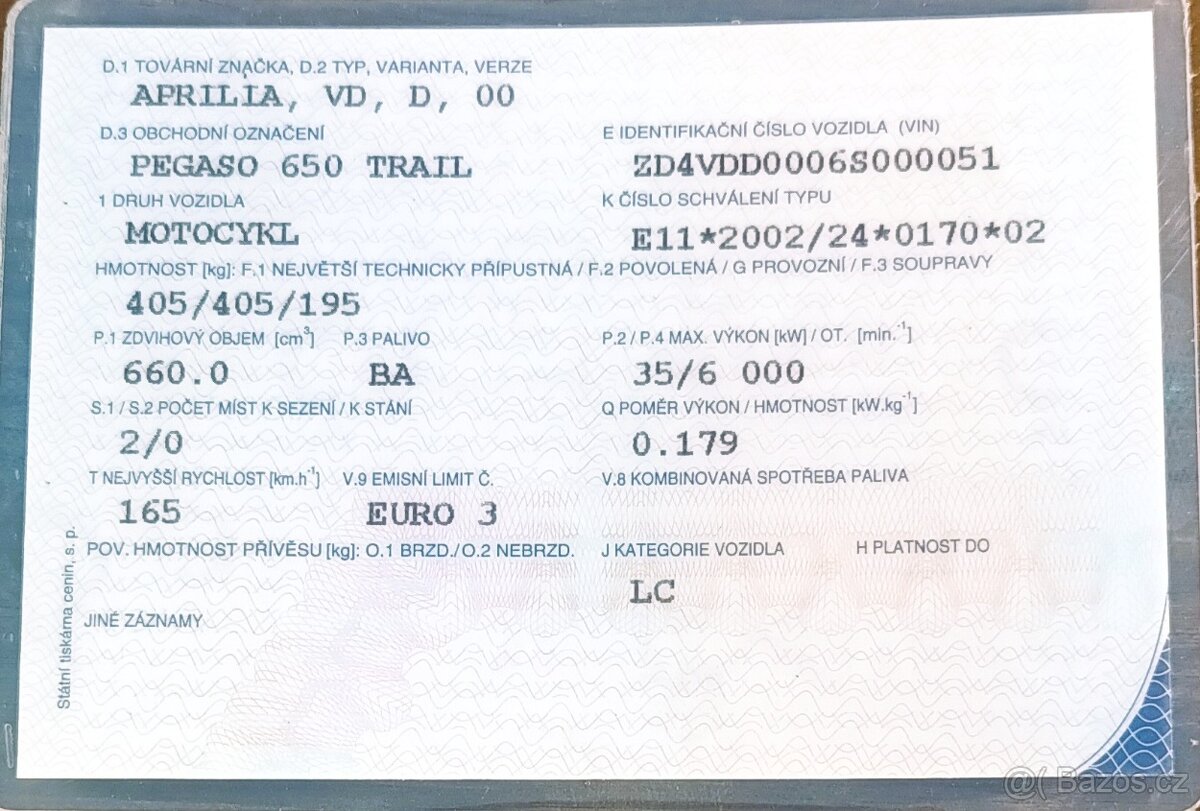 D.1 TOVÁRNÍ ZNAČKA, D.2 TYP, VARIANTA, VERZE
APRILIA, VD, D, 00
D.3 OBCHODNÍ OZNAČENÍ E IDENTIFIKAČNÍ ČÍSLO VOZIDLA (VIN)
PEGASO 650 TRAIL ZD4VDD0006S000051
1 DRUH VOZIDLA K ČÍSLO SCHVÁLENÍ TYPU
MOTOCYKL E11*2002/24*0170*02
HMOTNOST [kg]: F.1 NEJVĚTŠÍ TECHNICKY PŘÍPUSTNÁ / F.2 POVOLENÁ / G PROVOZNÍ / F.3 SOUPRAVY
405/405/195
P.1 ZDVIHOVÝ OBJEM [cm³] P.3 PALIVO P.2 / P.4 MAX. VÝKON [kW] / OT. [min.⁻¹]
660.0 BA 35/6 000
S.1 / S.2 POČET MÍST K SEZENÍ / K STÁNÍ Q POMĚR VÝKON / HMOTNOST [kW.kg⁻¹]
2/0 0.179
T NEJVYŠŠÍ RYCHLOST [km.h⁻¹] V.9 EMISNÍ LIMIT Č. V.8 KOMBINOVANÁ SPOTŘEBA PALIVA
165 EURO 3
POV. HMOTNOST PŘÍVĚSU [kg]: O.1 BRZD./O.2 NEBRZD. J KATEGORIE VOZIDLA H PLATNOST DO
LC
JINÉ ZÁZNAMY
Státní tiskárna cenin, s. p.
@( Bazos.cz